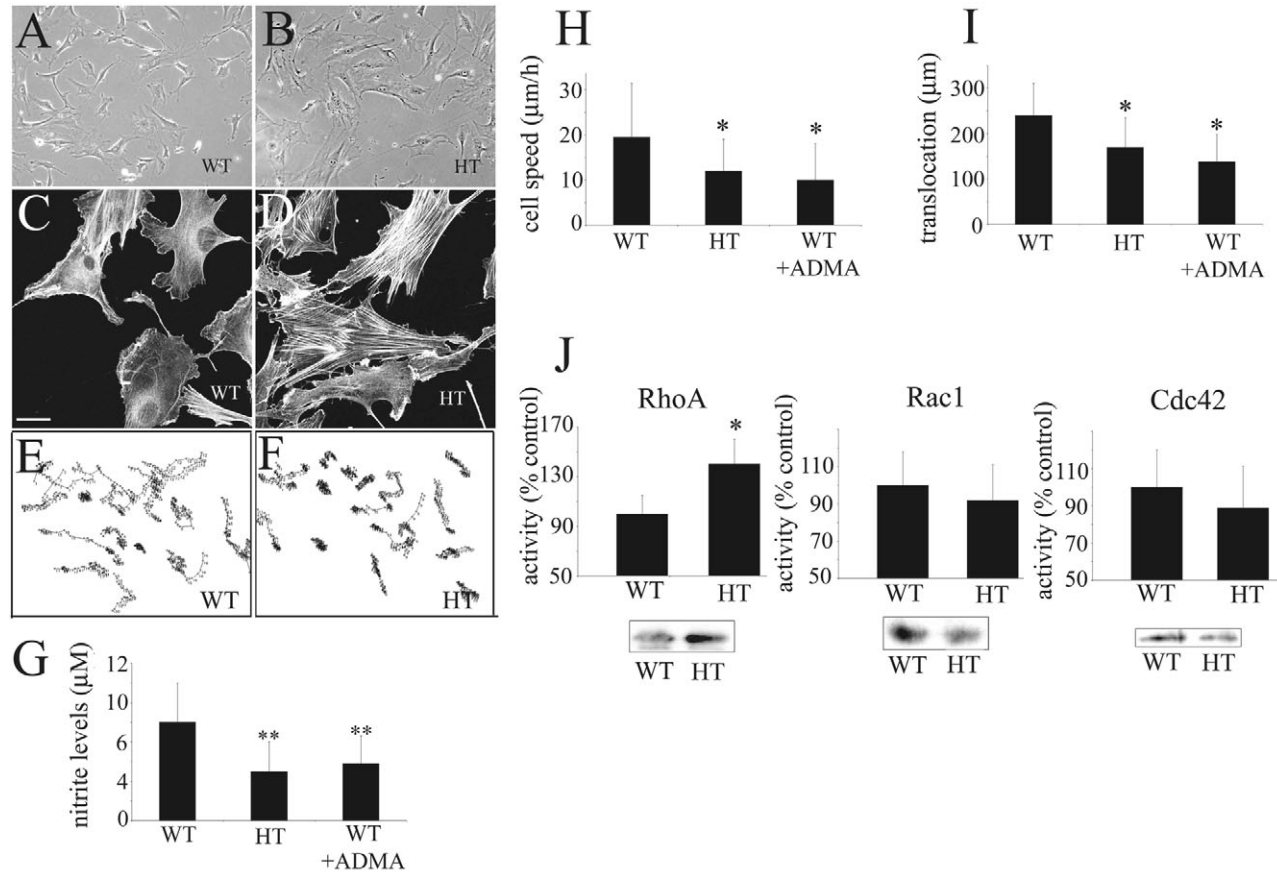 A
WT
B
HT
C
WT
D
HT
E
WT
F
HT
G
nitrite levels (μM)
12
10
6
4
0
WT
**
HT
**
WT
+ADMA
H
cell speed (μm/h)
30
20
10
0
WT
*
HT
*
WT
+ADMA
I
translocation (μm)
300
200
100
0
WT
*
HT
*
WT
+ADMA
J
RhoA
activity (% control)
170
130
90
50
*
WT
HT
WT HT
Rac1
activity (% control)
110
90
70
50
WT
HT
WT HT
Cdc42
activity (% control)
110
90
70
50
WT
HT
WT HT